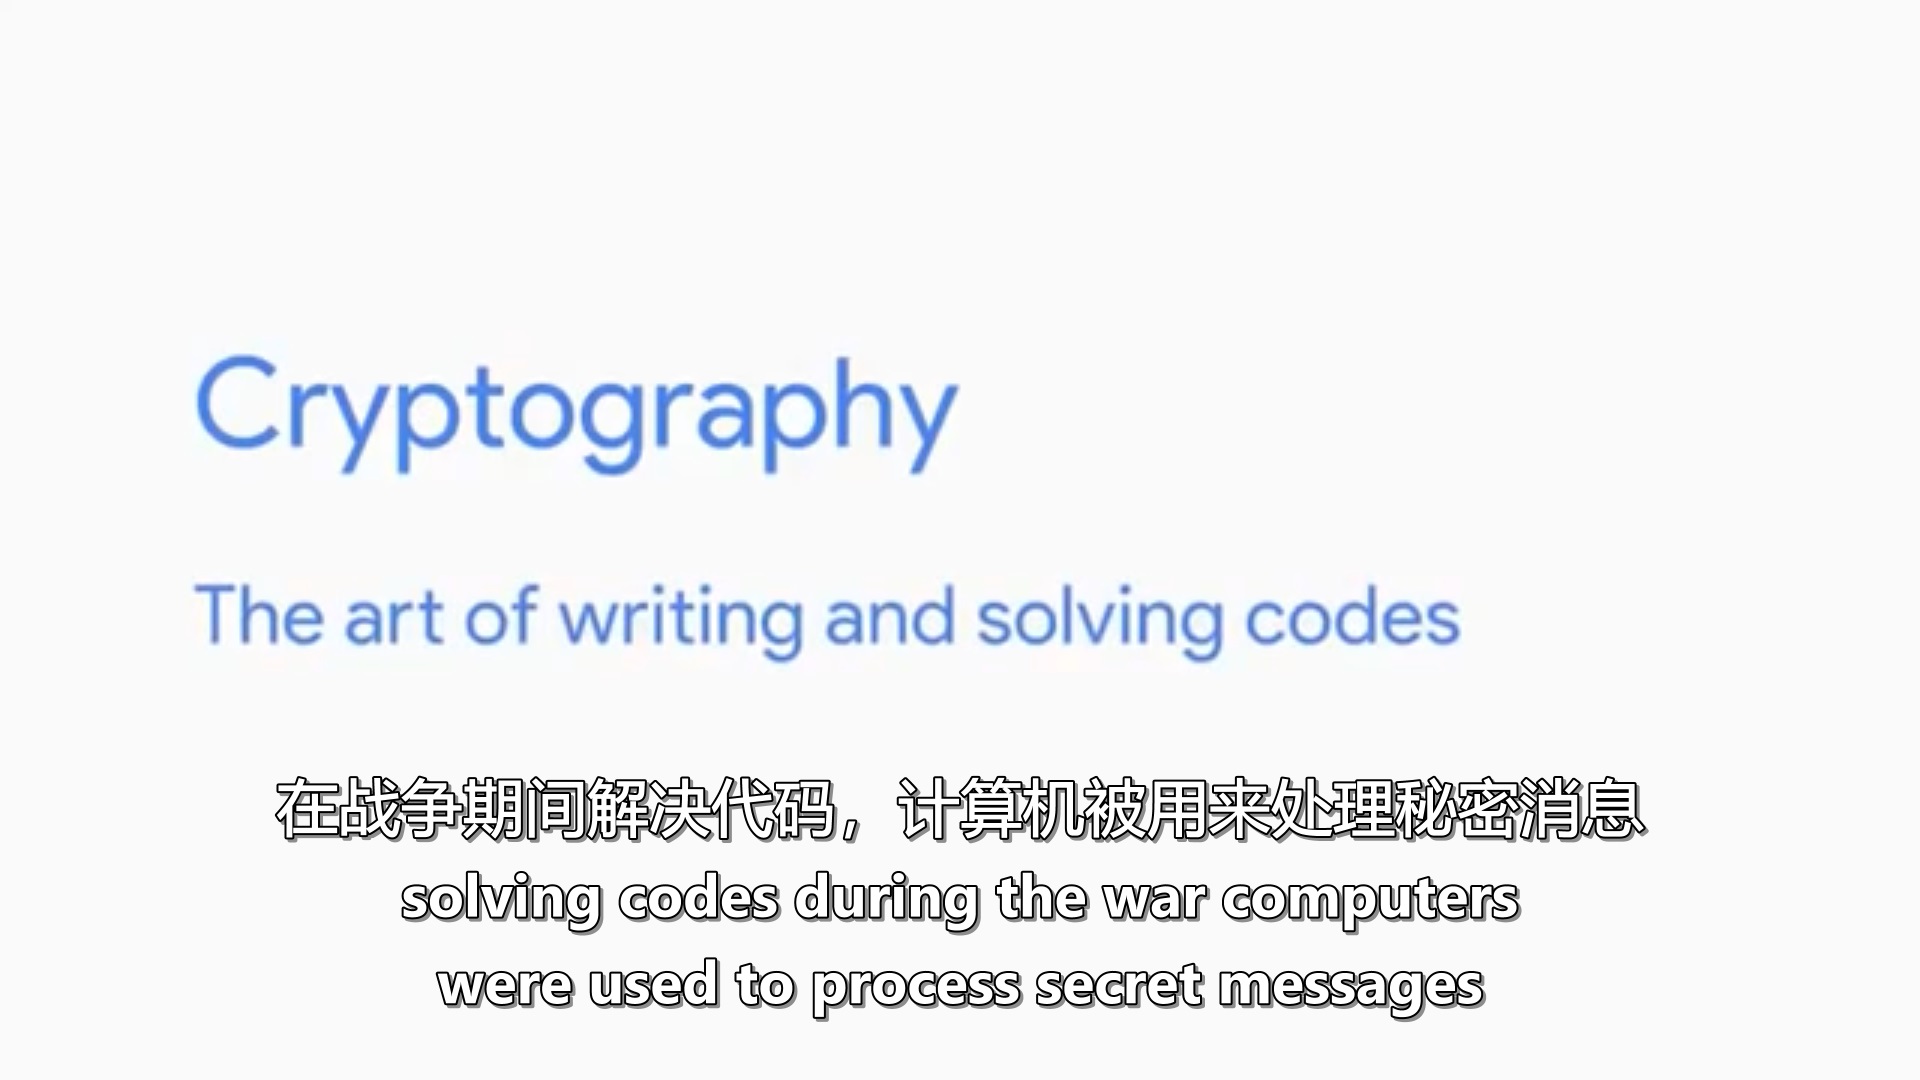 Cryptography
The art of writing and solving codes
在战争期间解决代码，计算机被用来处理秘密消息
solving codes during the war computers
were used to process secret messages